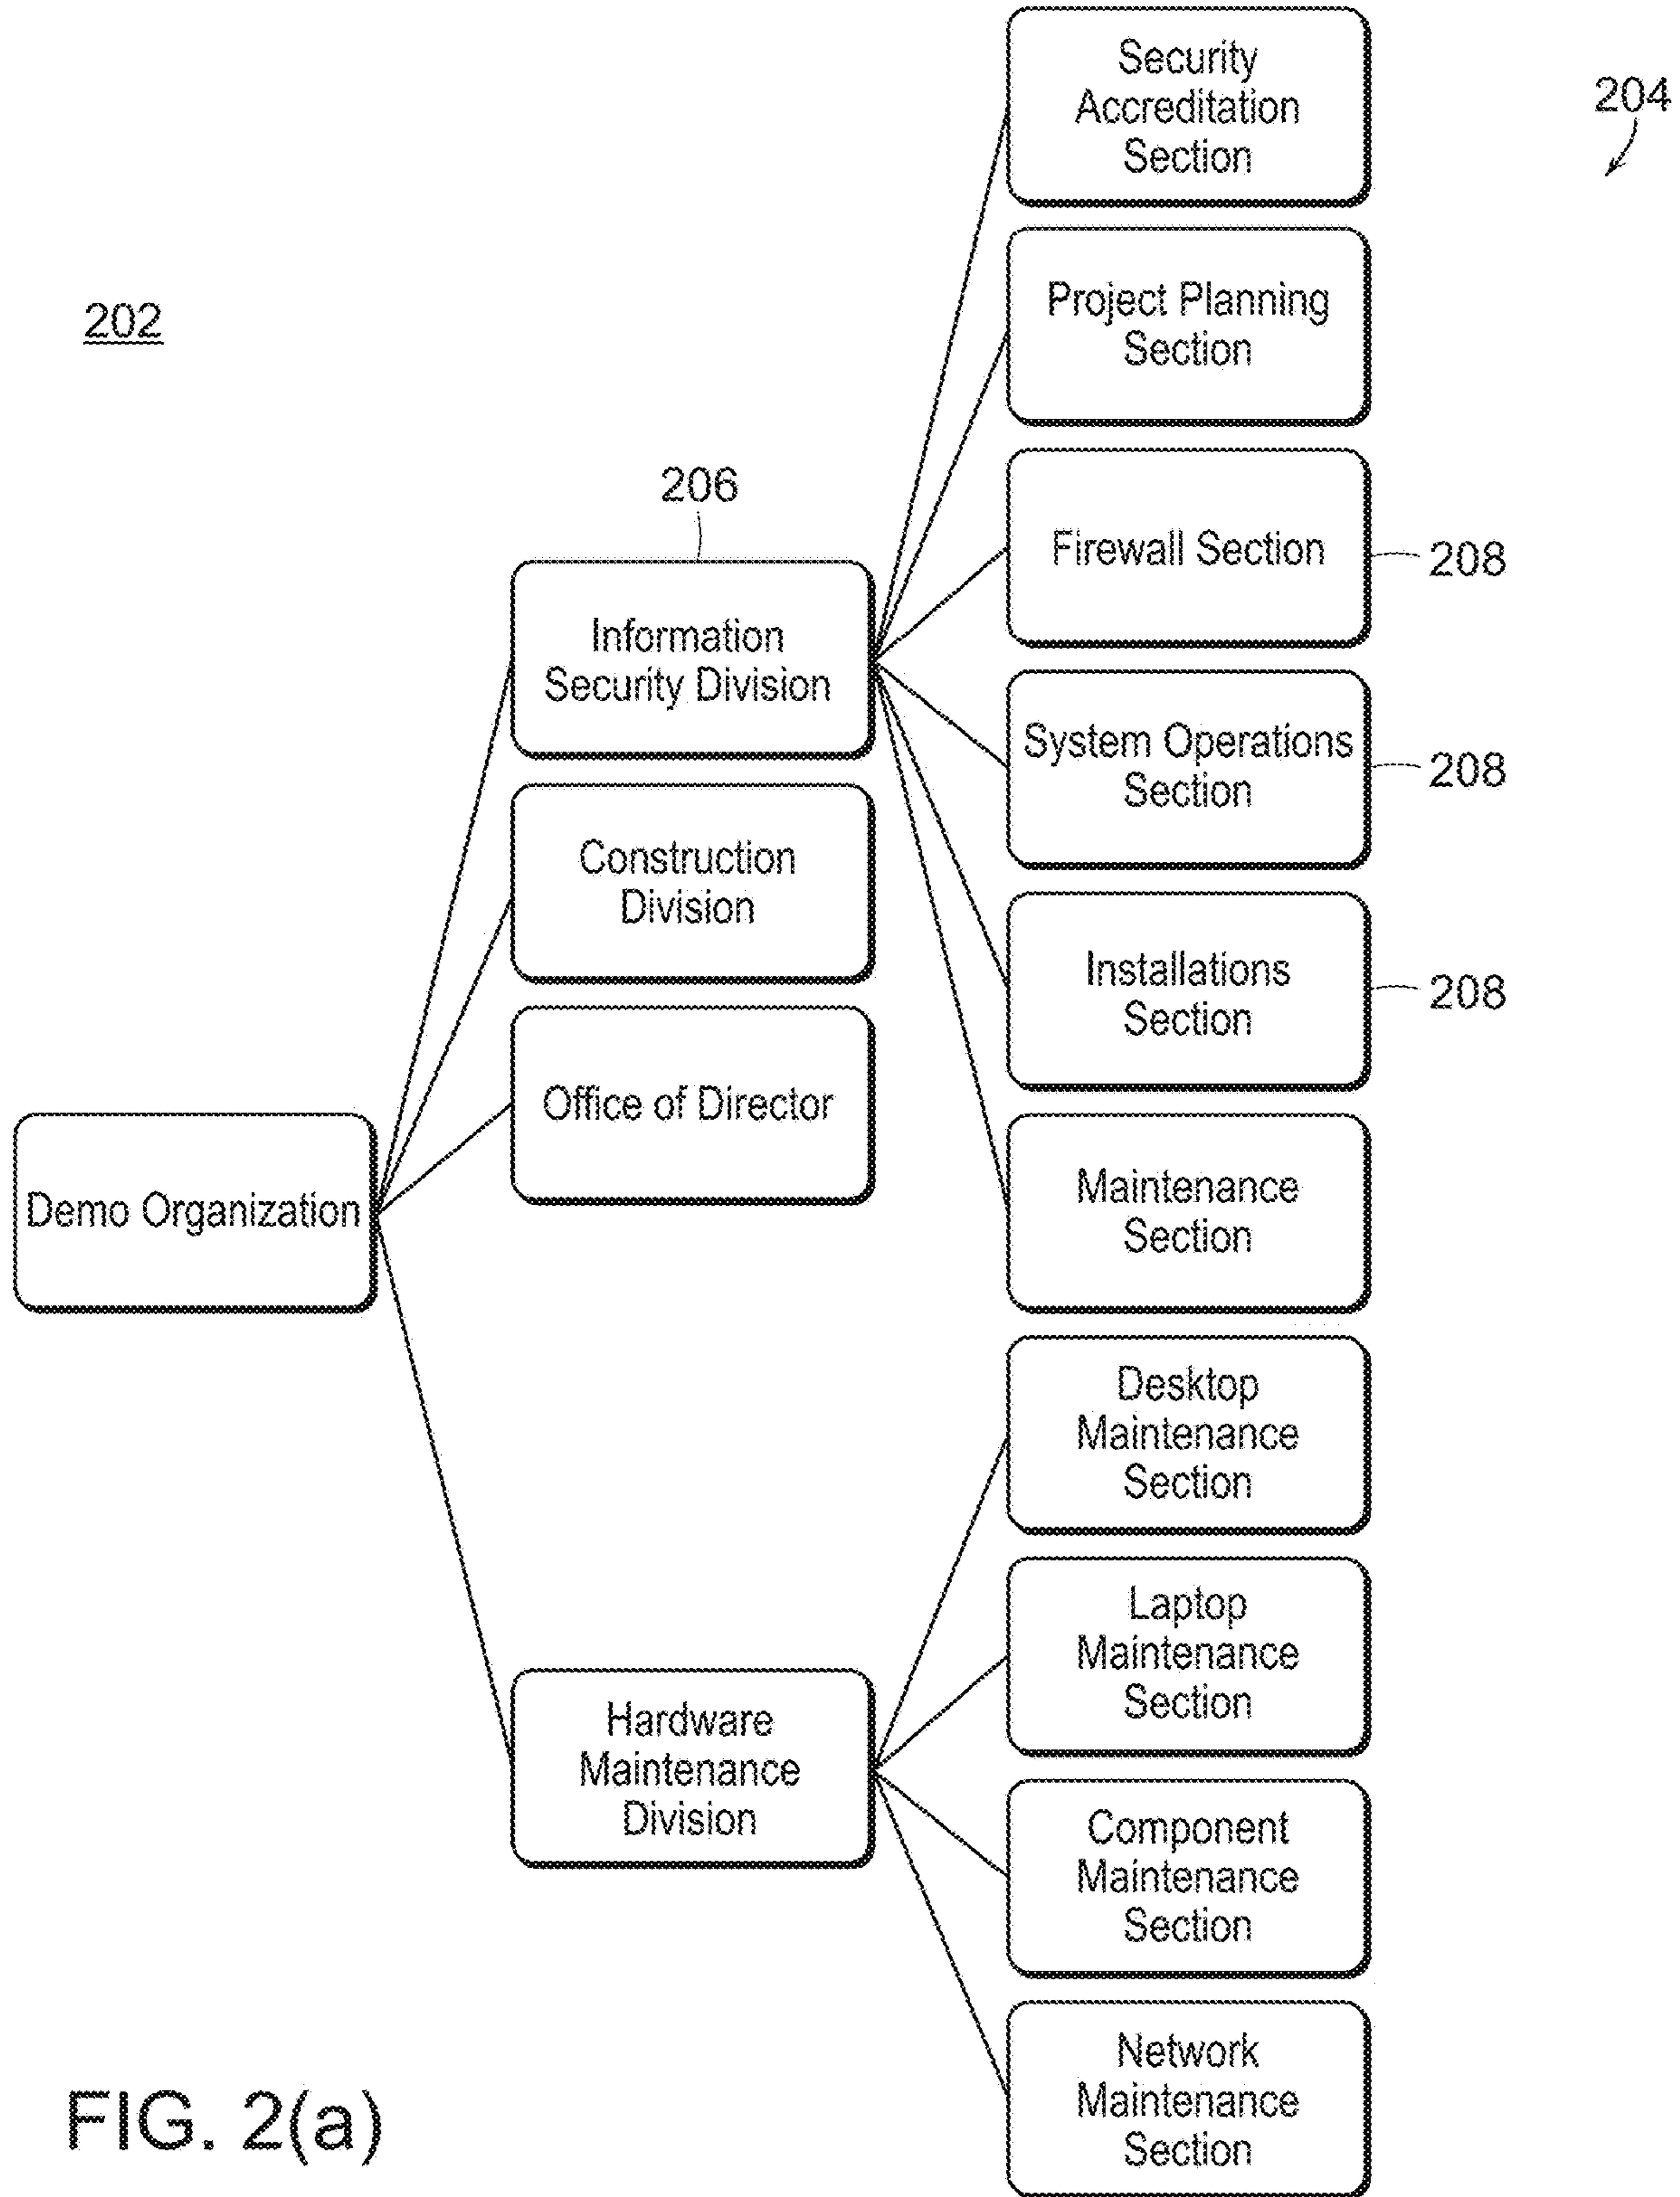 Security
Accreditation
Section
204
202
Project Planning
Section
206
Firewall Section
208
Information
Security Division
System Operations
Section
208
Construction
Division
Installations
Section
208
Office of Director
Demo Organization
Maintenance
Section
Desktop
Maintenance
Section
Laptop
Maintenance
Section
Hardware
Maintenance
Division
Component
Maintenance
Section
Network
Maintenance
Section
FIG. 2(a)